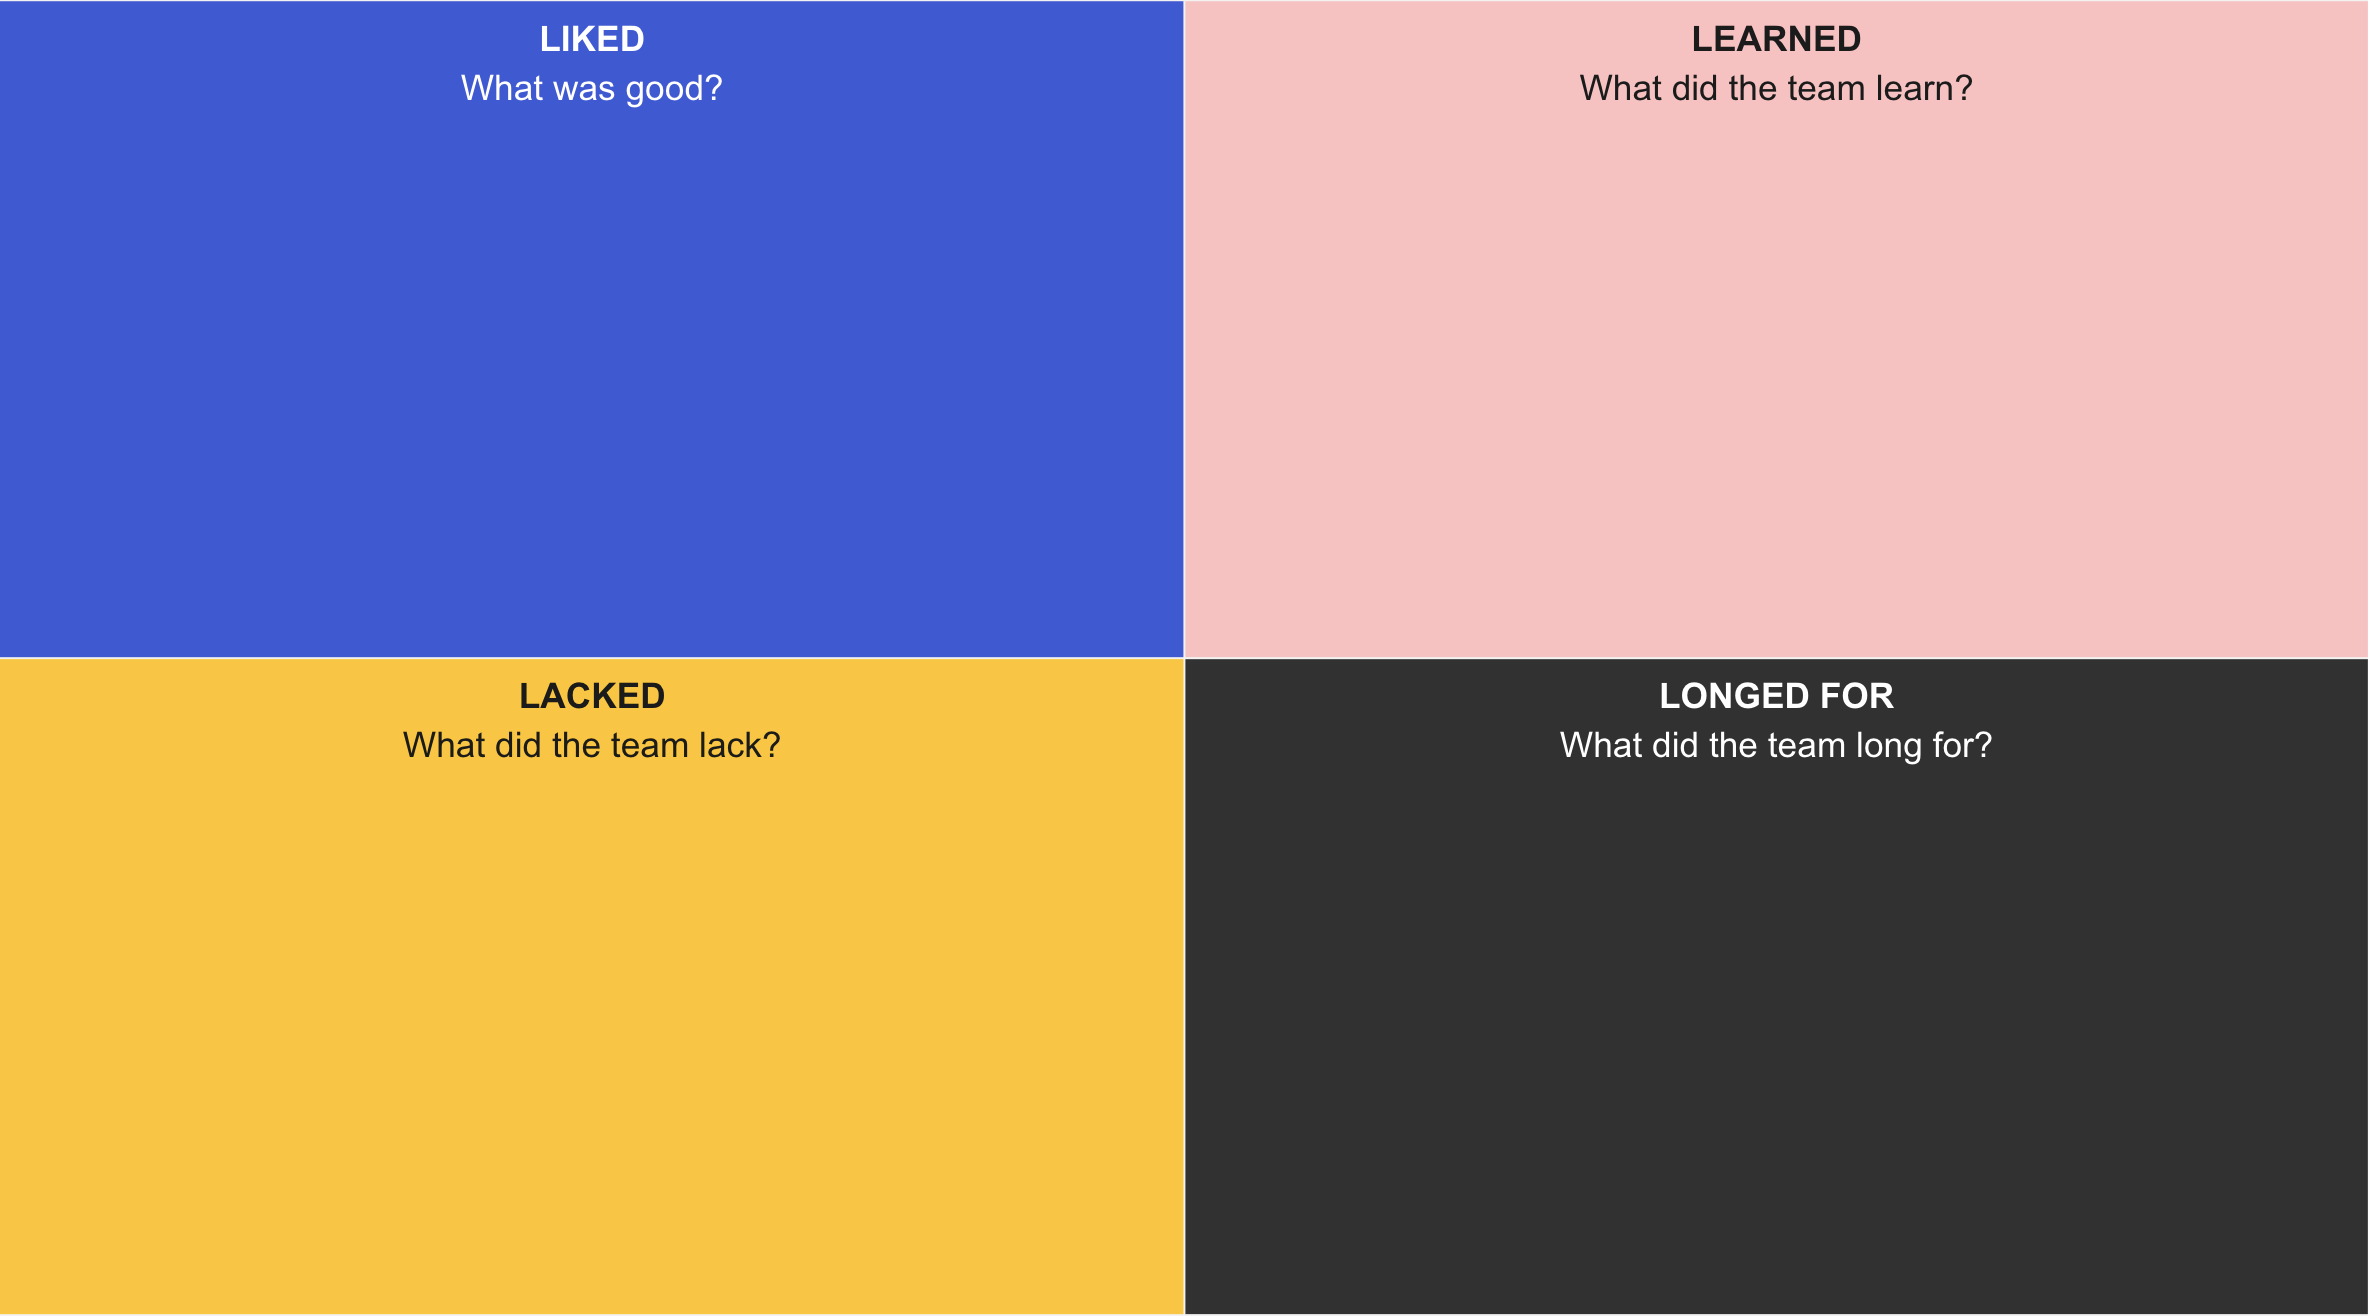 LIKED
What was good?
LEARNED
What did the team learn?
LACKED
What did the team lack?
LONGED FOR
What did the team long for?